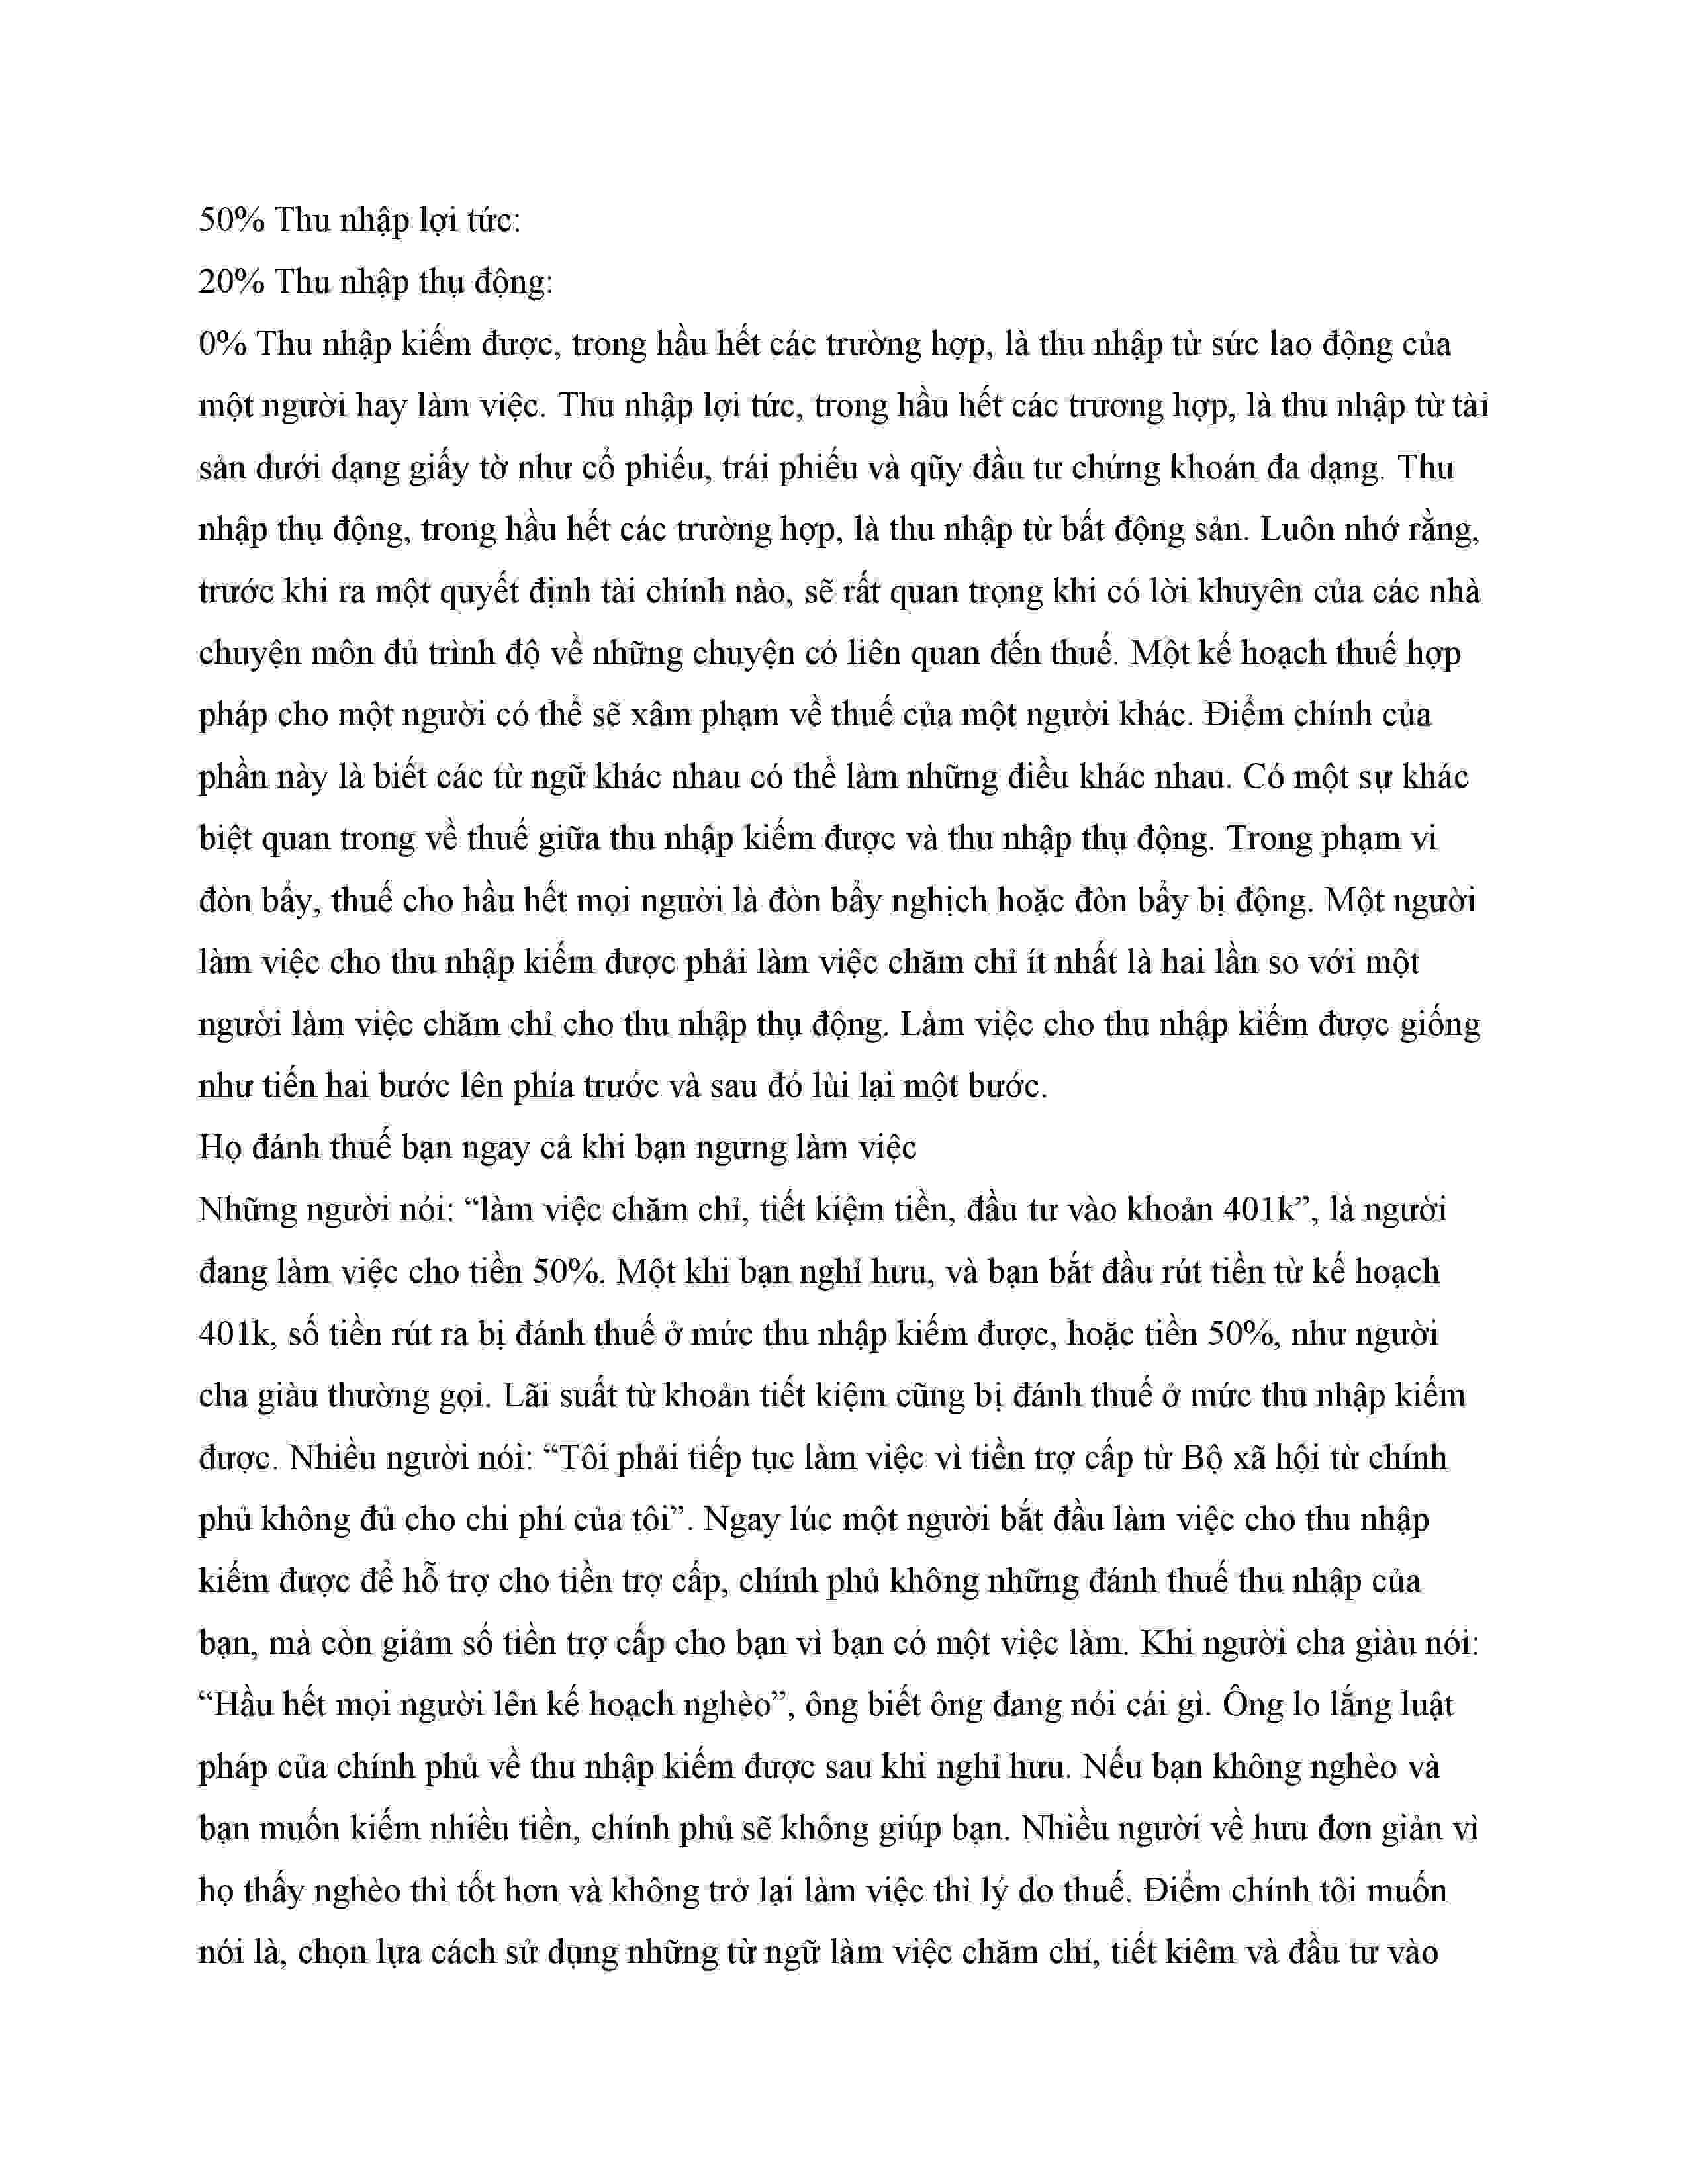 50% Thu nhập lợi tức:
20% Thu nhập thụ động:
0% Thu nhập kiếm được, trong hầu hết các trường hợp, là thu nhập từ sức lao động của
một người hay làm việc. Thu nhập lợi tức, trong hầu hết các trương hợp, là thu nhập từ tài
sản dưới dạng giấy tờ như cổ phiếu, trái phiếu và qũy đầu tư chứng khoán đa dạng. Thu
nhập thụ động, trong hầu hết các trường hợp, là thu nhập từ bất động sản. Luôn nhớ rằng,
trước khi ra một quyết định tài chính nào, sẽ rất quan trọng khi có lời khuyên của các nhà
chuyện môn đủ trình độ về những chuyện có liên quan đến thuế. Một kế hoạch thuế hợp
pháp cho một người có thể sẽ xâm phạm về thuế của một người khác. Điểm chính của
phần này là biết các từ ngữ khác nhau có thể làm những điều khác nhau. Có một sự khác
biệt quan trong về thuế giữa thu nhập kiếm được và thu nhập thụ động. Trong phạm vi
đòn bẩy, thuế cho hầu hết mọi người là đòn bẩy nghịch hoặc đòn bẩy bị động. Một người
làm việc cho thu nhập kiếm được phải làm việc chăm chỉ ít nhất là hai lần so với một
người làm việc chăm chỉ cho thu nhập thụ động. Làm việc cho thu nhập kiếm được giống
như tiến hai bước lên phía trước và sau đó lùi lại một bước.
Họ đánh thuế bạn ngay cả khi bạn ngưng làm việc
Những người nói: “làm việc chăm chỉ, tiết kiệm tiền, đầu tư vào khoản 401k”, là người
đang làm việc cho tiền 50%. Một khi bạn nghỉ hưu, và bạn bắt đầu rút tiền từ kế hoạch
401k, số tiền rút ra bị đánh thuế ở mức thu nhập kiếm được, hoặc tiền 50%, như người
cha giàu thường gọi. Lãi suất từ khoản tiết kiệm cũng bị đánh thuế ở mức thu nhập kiếm
được. Nhiều người nói: “Tôi phải tiếp tục làm việc vì tiền trợ cấp từ Bộ xã hội từ chính
phủ không đủ cho chi phí của tôi”. Ngay lúc một người bắt đầu làm việc cho thu nhập
kiếm được để hỗ trợ cho tiền trợ cấp, chính phủ không những đánh thuế thu nhập của
bạn, mà còn giảm số tiền trợ cấp cho bạn vì bạn có một việc làm. Khi người cha giàu nói:
“Hầu hết mọi người lên kế hoạch nghèo”, ông biết ông đang nói cái gì. Ông lo lắng luật
pháp của chính phủ về thu nhập kiếm được sau khi nghỉ hưu. Nếu bạn không nghèo và
bạn muốn kiếm nhiều tiền, chính phủ sẽ không giúp bạn. Nhiều người về hưu đơn giản vì
họ thấy nghèo thì tốt hơn và không trở lại làm việc thì lý do thuế. Điểm chính tôi muốn
nói là, chọn lựa cách sử dụng những từ ngữ làm việc chăm chỉ, tiết kiêm và đầu tư vào